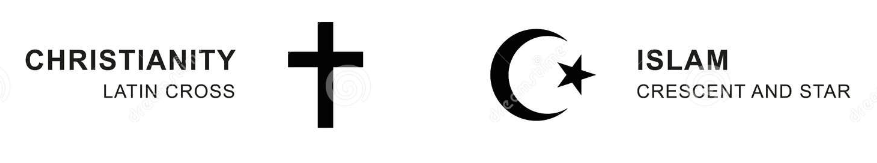 CHRISTIANITY
LATIN CROSS
ISLAM
CRESCENT AND STAR